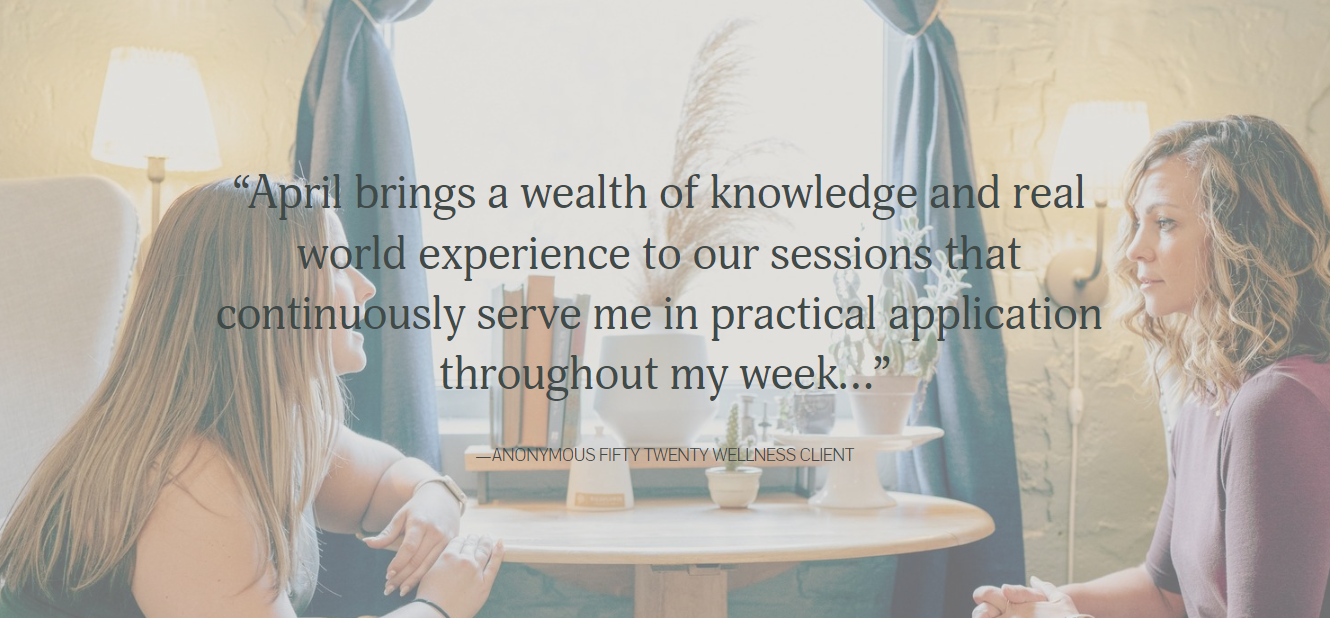 “April brings a wealth of knowledge and real
world experience to our sessions that
continuously serve me in practical application
throughout my week...”
—ANONYMOUS FIFTY TWENTY WELLNESS CLIENT